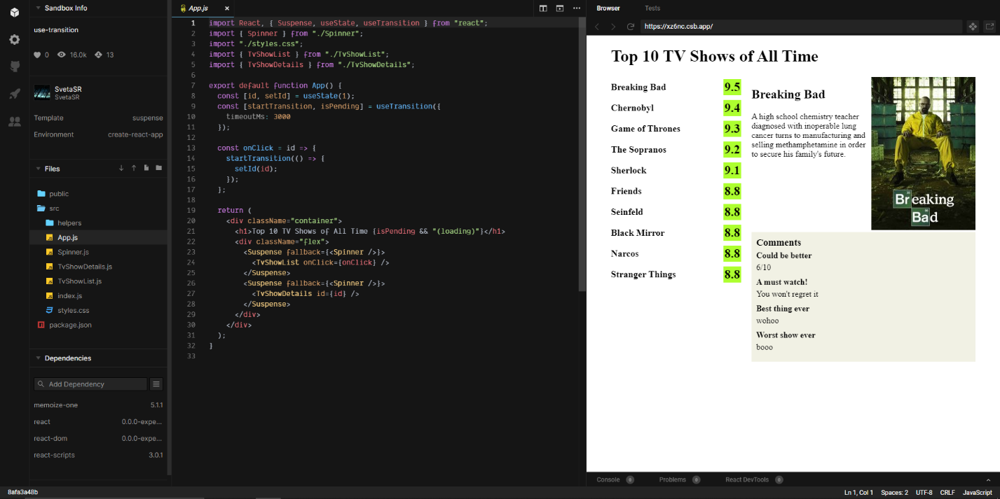 Sandbox Info
use-transition
0 16.0k 13
SvetaSR
SvetaSR
Template suspense
Environment create-react-app
Files
public
src
helpers
App.js
Spinner.js
TvShowDetails.js
TvShowList.js
index.js
styles.css
package.json
Dependencies
Add Dependency
memoize-one 5.1.1
react 0.0.0-expe...
react-dom 0.0.0-expe...
react-scripts 3.0.1
8afa3a48b
App.js
1 import React, { Suspense, useState, useTransition } from "react";
2 import { Spinner } from "./Spinner";
3 import "./styles.css";
4 import { TvShowList } from "./TvShowList";
5 import { TvShowDetails } from "./TvShowDetails";
6
7 export default function App() {
8 const [id, setId] = useState(1);
9 const [startTransition, isPending] = useTransition({
10 timeoutMs: 3000
11 });
12
13 const onClick = id => {
14 startTransition(() => {
15 setId(id);
16 });
17 };
18
19 return (
20 <div className="container">
21 <h1>Top 10 TV Shows of All Time {isPending && "(loading)"}</h1>
22 <div className="flex">
23 <Suspense fallback={<Spinner />}>
24 <TvShowList onClick={onClick} />
25 </Suspense>
26 <Suspense fallback={<Spinner />}>
27 <TvShowDetails id={id} />
28 </Suspense>
29 </div>
30 </div>
31 );
32 }
33
Browser Tests
https://xz6nc.csb.app/
Top 10 TV Shows of All Time
Breaking Bad 9.5
Chernobyl 9.4
Game of Thrones 9.3
The Sopranos 9.2
Sherlock 9.1
Friends 8.8
Seinfeld 8.8
Black Mirror 8.8
Narcos 8.8
Stranger Things 8.8
Breaking Bad
A high school chemistry teacher
diagnosed with inoperable lung
cancer turns to manufacturing and
selling methamphetamine in order
to secure his family's future.
Breaking
Bad
Comments
Could be better
6/10
A must watch!
You won't regret it
Best thing ever
wohoo
Worst show ever
booo
Console 0 Problems 0 React DevTools 0
Ln 1, Col 1 Spaces: 2 UTF-8 CRLF JavaScript